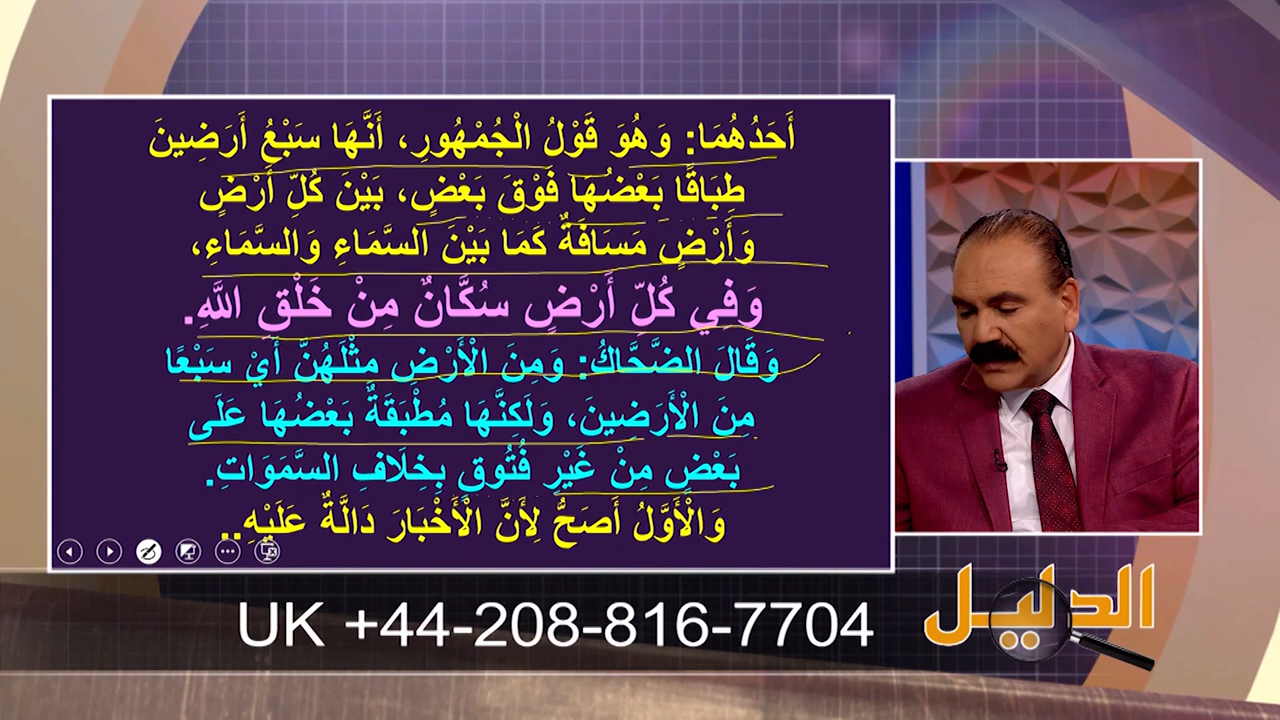 أَحَدُهُمَا: وَهُوَ قَوْلُ الْجُمْهُورِ، أَنَّهَا سَبْعُ أَرَضِينَ
طِبَاقًا بَعْضُهَا فَوْقَ بَعْضٍ، بَيْنَ كُلِّ أَرْضٍ
وَأَرْضٍ مَسَافَةٌ كَمَا بَيْنَ السَّمَاءِ وَالسَّمَاءِ،
وَفِي كُلِّ أَرْضٍ سُكَّانٌ مِنْ خَلْقِ اللَّهِ.
وَقَالَ الضَّحَّاكُ: وَمِنَ الْأَرْضِ مِثْلَهُنَّ أَيْ سَبْعًا
مِنَ الْأَرَضِينَ، وَلَكِنَّهَا مُطْبَقَةٌ بَعْضُهَا عَلَى
بَعْضٍ مِنْ غَيْرِ فُتُوقٍ بِخِلَافِ السَّمَوَاتِ.
وَالْأَوَّلُ أَصَحُّ لِأَنَّ الْأَخْبَارَ دَالَّةٌ عَلَيْهِ..
UK +44-208-816-7704
الدليل